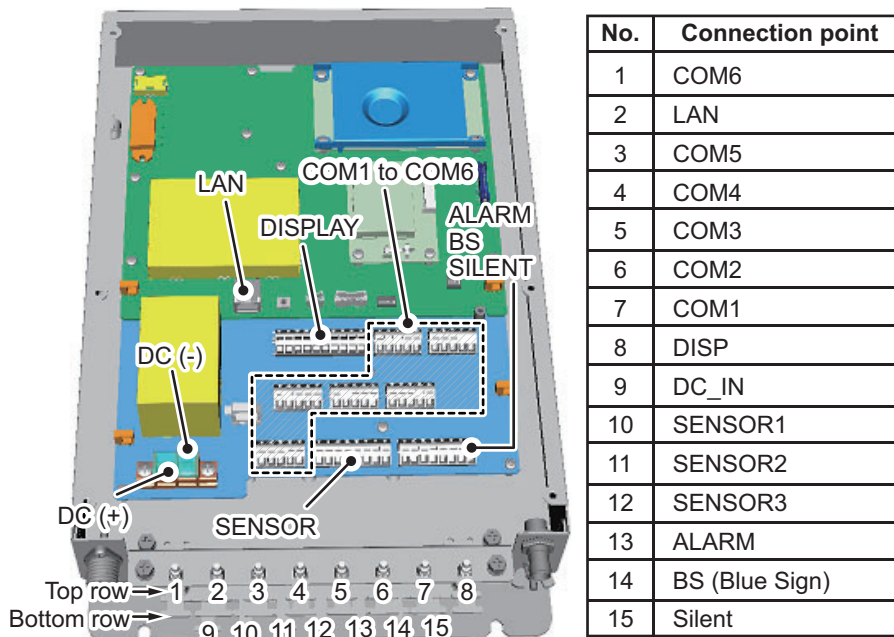 LAN
COM1 to COM6
DISPLAY
ALARM
BS
SILENT
DC (-)
DC (+)
SENSOR
Top row 1 2 3 4 5 6 7 8
Bottom row 9 10 11 12 13 14 15
No. Connection point
1 COM6
2 LAN
3 COM5
4 COM4
5 COM3
6 COM2
7 COM1
8 DISP
9 DC_IN
10 SENSOR1
11 SENSOR2
12 SENSOR3
13 ALARM
14 BS (Blue Sign)
15 Silent